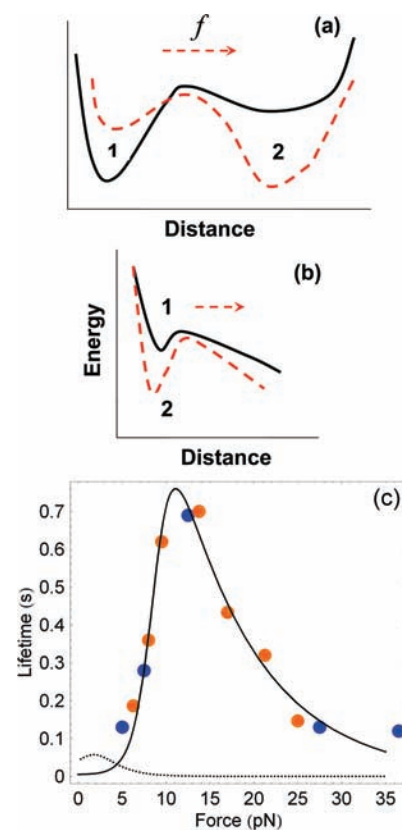 f
(a)
1
2
Distance
(b)
1
Energy
2
Distance
(c)
0.7
0.6
0.5
0.4
0.3
0.2
0.1
0
Lifetime (s)
0 5 10 15 20 25 30 35
Force (pN)